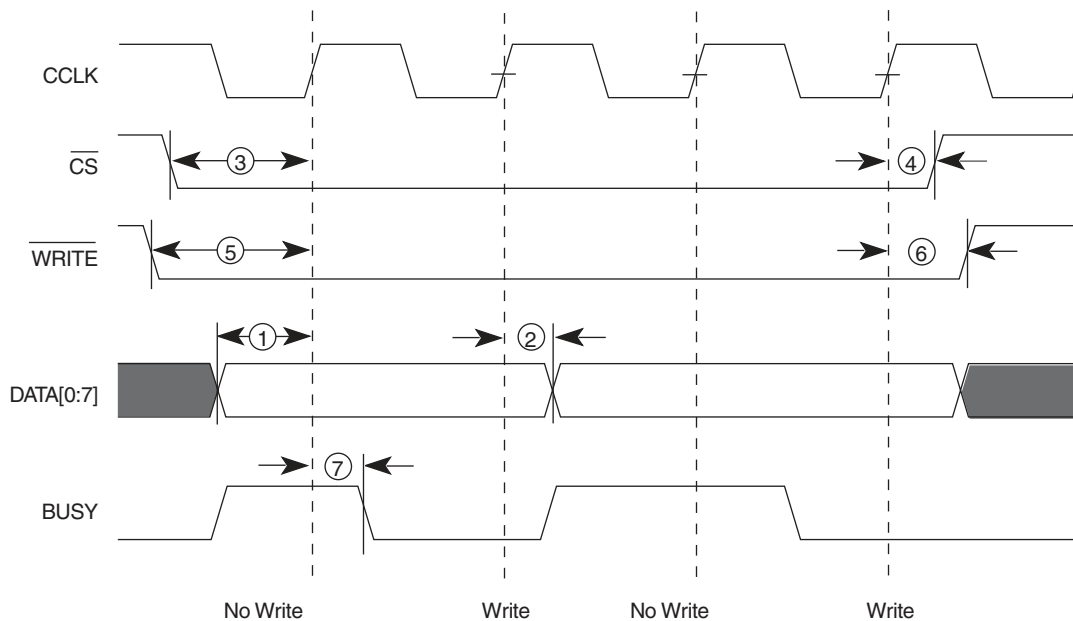 CCLK
CS
3
4
WRITE
5
6
1
2
DATA[0:7]
7
BUSY
No Write Write No Write Write